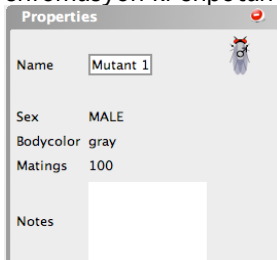 Properties
Name Mutant 1
Sex MALE
Bodycolor gray
Matings 100
Notes